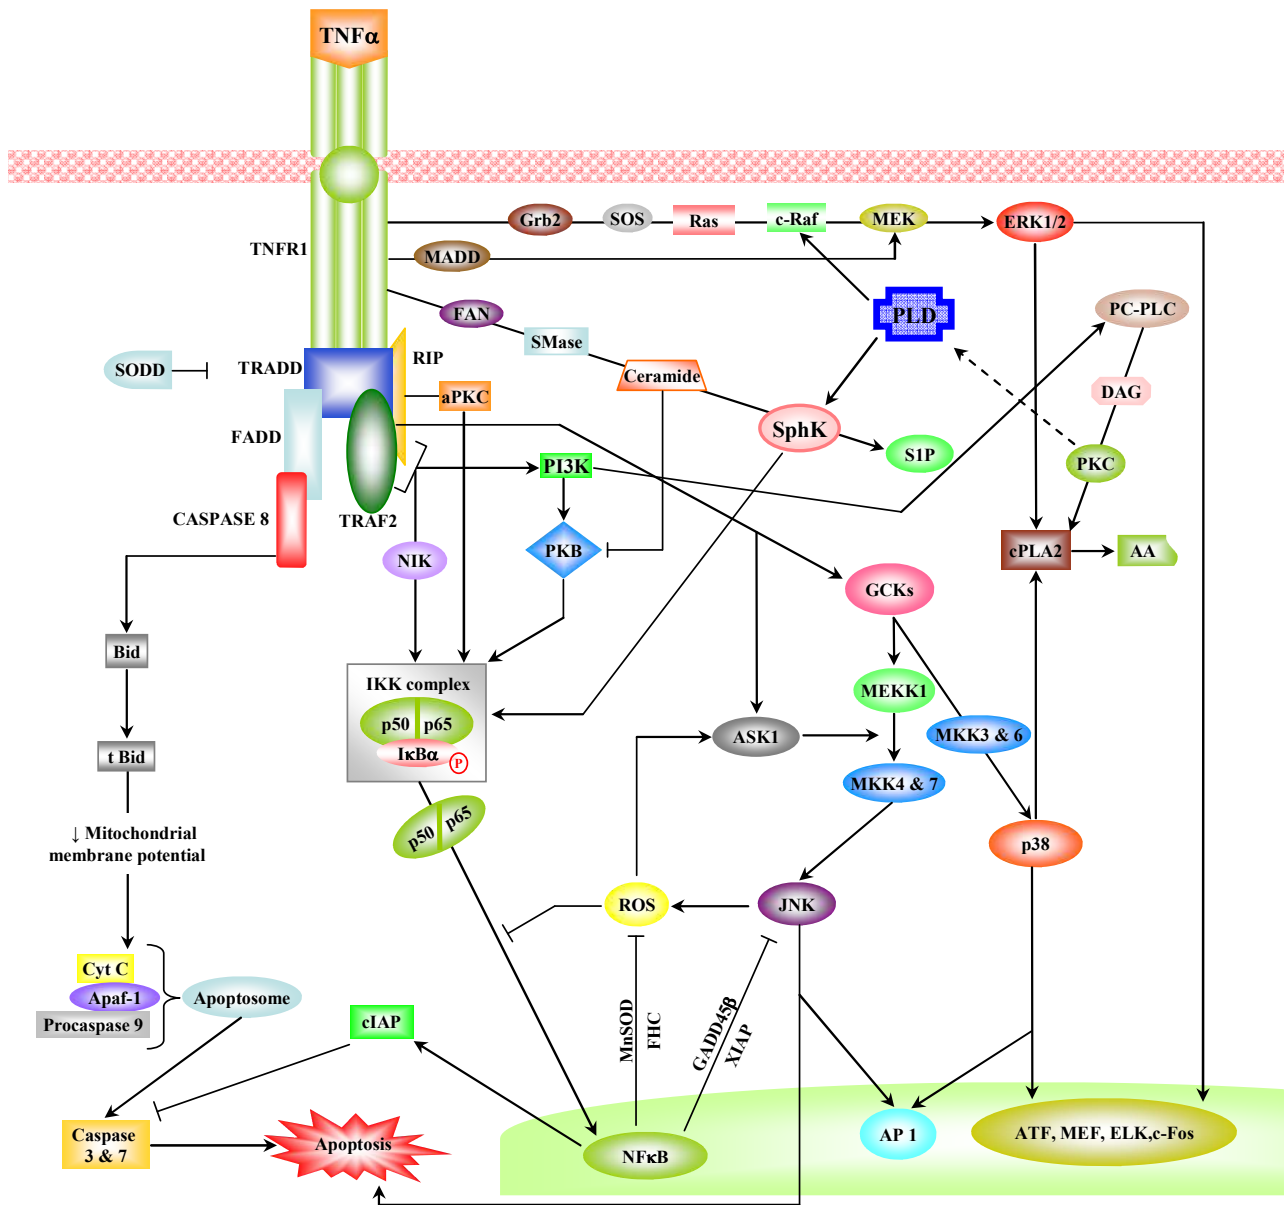 TNFα
TNFR1
Grb2
SOS
Ras
c-Raf
MEK
ERK1/2
MADD
FAN
SMase
Ceramide
PLD
PC-PLC
SODD
TRADD
RIP
aPKC
DAG
SphK
S1P
PKC
FADD
PI3K
CASPASE 8
TRAF2
NIK
PKB
cPLA2
AA
GCKs
Bid
IKK complex
p50
p65
IκBα
P
MEKK1
ASK1
MKK3 & 6
t Bid
MKK4 & 7
p50
p65
↓ Mitochondrial
membrane potential
p38
ROS
JNK
Cyt C
Apaf-1
Procaspase 9
Apoptosome
cIAP
MnSOD
FHC
GADD45β
XIAP
Caspase
3 & 7
Apoptosis
NFκB
AP 1
ATF, MEF, ELK,c-Fos